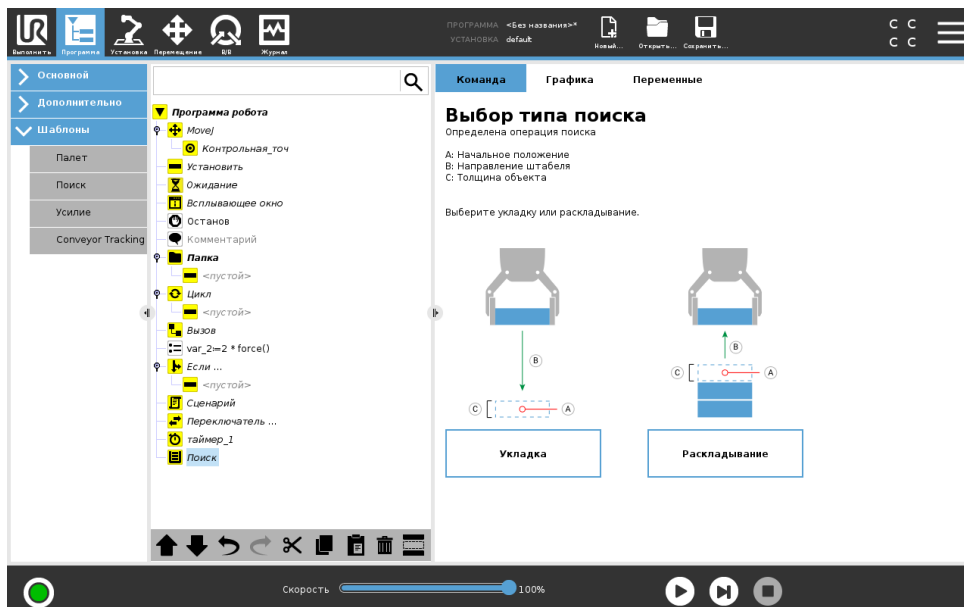 UR
Выполнить
Программа
Установка
Перемещение
В/В
Журнал
ПРОГРАММА <Без названия>*
УСТАНОВКА default
Новый...
Открыть...
Сохранить...
C C
C C
Основной
Дополнительно
Шаблоны
Палет
Поиск
Усилие
Conveyor Tracking
Программа робота
MoveJ
Контрольная_точ
Установить
Ожидание
Всплывающее окно
Останов
Комментарий
Папка
<пустой>
Цикл
<пустой>
Вызов
var_2≔2 * force()
Если ...
<пустой>
Сценарий
Переключатель ...
таймер_1
Поиск
Команда
Графика
Переменные
Выбор типа поиска
Определена операция поиска
A: Начальное положение
B: Направление штабеля
C: Толщина объекта
Выберите укладку или раскладывание.
B
C
A
B
C
A
Укладка
Раскладывание
Скорость
100%